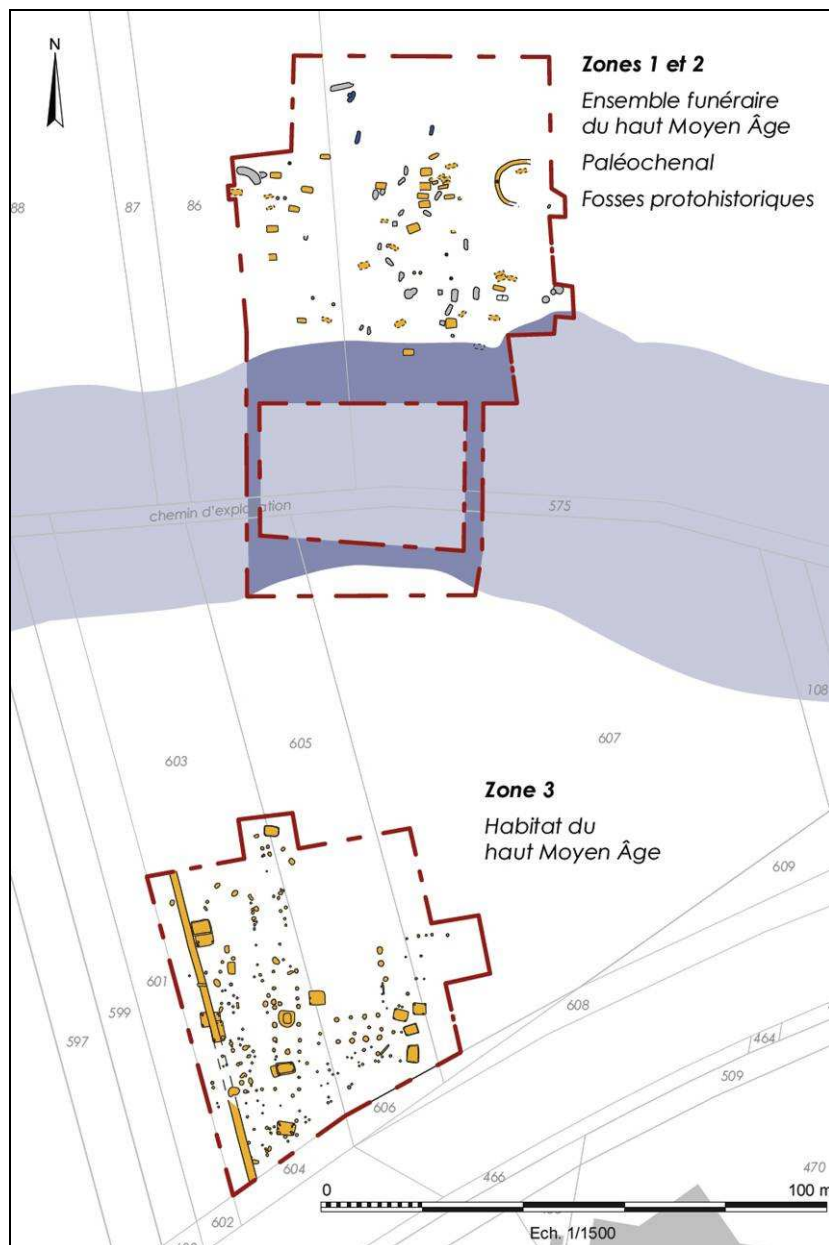 N
Zones 1 et 2
Ensemble funéraire
du haut Moyen Âge
Paléochenal
Fosses protohistoriques
88
87
86
chemin d'exploitation
575
108
603
605
607
Zone 3
Habitat du
haut Moyen Âge
609
601
599
597
608
464
509
606
604
466
470
602
0
100 m
Ech. 1/1500